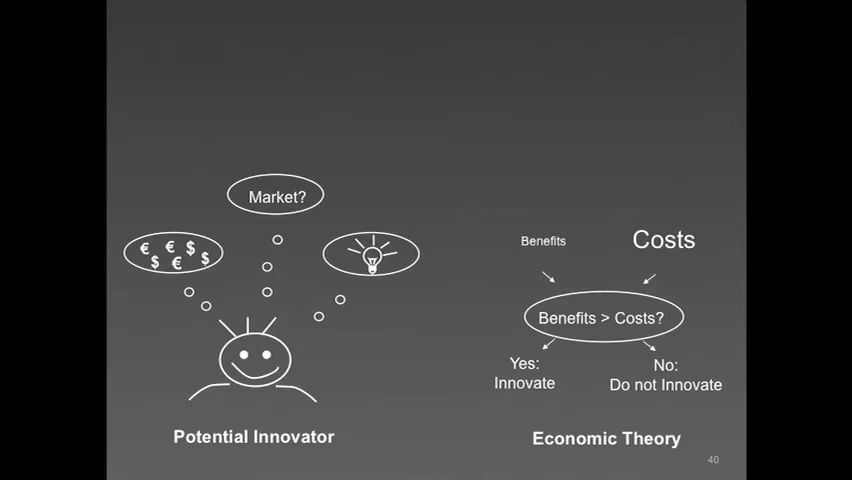 Market?
€ € $
$ € $
Benefits
Costs
Benefits > Costs?
Yes:
Innovate
No:
Do not Innovate
Potential Innovator
Economic Theory
40